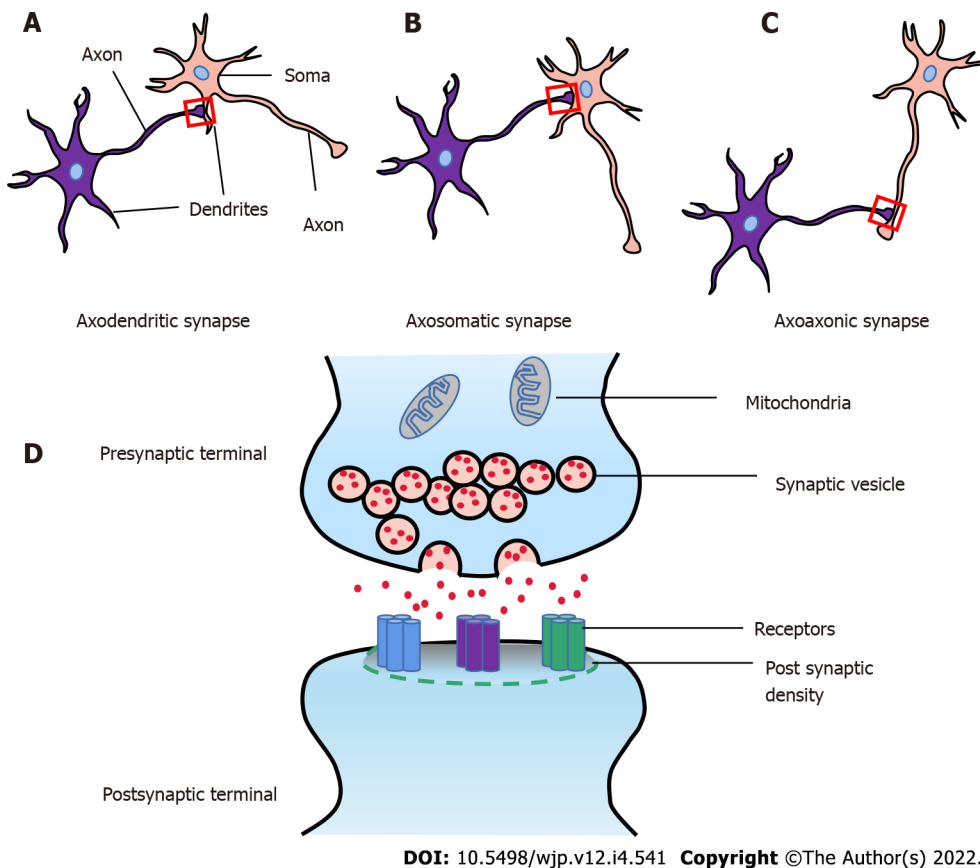 A
B
C
Axon
Soma
Dendrites
Axon
Axodendritic synapse
Axosomatic synapse
Axoaxonic synapse
D
Mitochondria
Presynaptic terminal
Synaptic vesicle
Receptors
Post synaptic
density
Postsynaptic terminal
DOI: 10.5498/wjp.v12.i4.541 Copyright ©The Author(s) 2022.